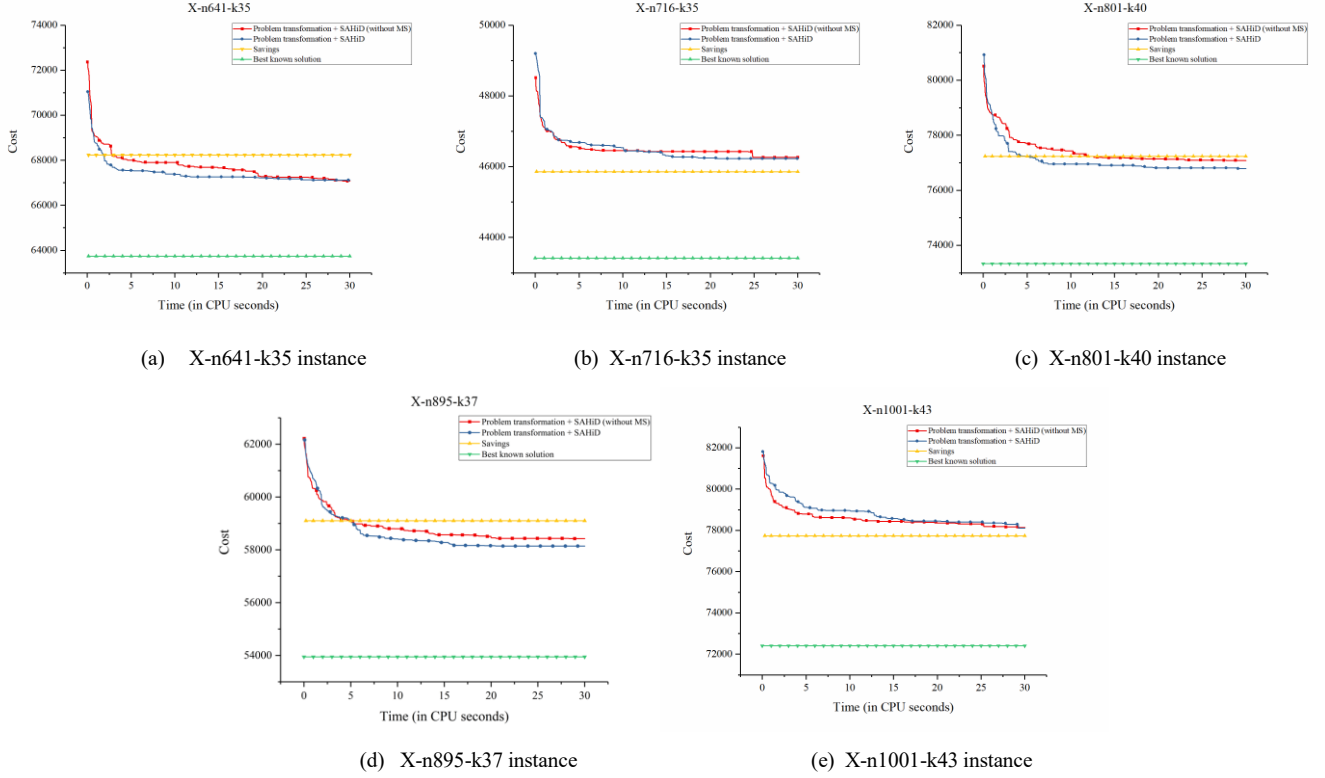 X-n641-k35
74000
72000
70000
68000
66000
64000
Cost
Problem transformation + SAHiD (without MS)
Problem transformation + SAHiD
Savings
Best known solution
0 5 10 15 20 25 30
Time (in CPU seconds)
(a) X-n641-k35 instance
X-n716-k35
50000
48000
46000
44000
Cost
Problem transformation + SAHiD (without MS)
Problem transformation + SAHiD
Savings
Best known solution
0 5 10 15 20 25 30
Time (in CPU seconds)
(b) X-n716-k35 instance
X-n801-k40
82000
80000
78000
76000
74000
Cost
Problem transformation + SAHiD (without MS)
Problem transformation + SAHiD
Savings
Best known solution
0 5 10 15 20 25 30
Time (in CPU seconds)
(c) X-n801-k40 instance
X-n895-k37
62000
60000
58000
56000
54000
Cost
Problem transformation + SAHiD (without MS)
Problem transformation + SAHiD
Savings
Best known solution
0 5 10 15 20 25 30
Time (in CPU seconds)
(d) X-n895-k37 instance
X-n1001-k43
82000
80000
78000
76000
74000
72000
Cost
Problem transformation + SAHiD (without MS)
Problem transformation + SAHiD
Savings
Best known solution
0 5 10 15 20 25 30
Time (in CPU seconds)
(e) X-n1001-k43 instance